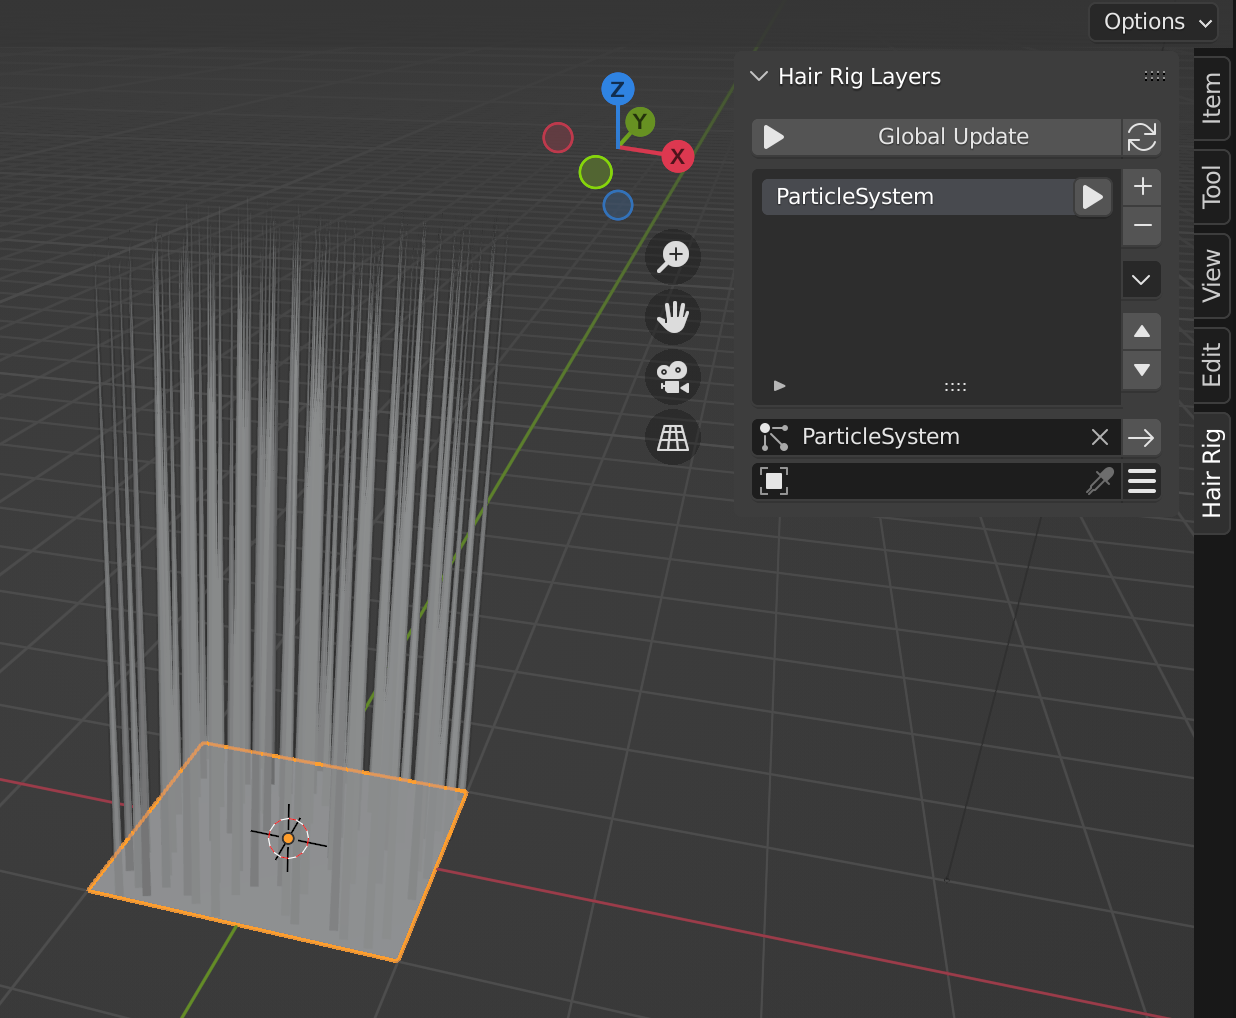 Options
Hair Rig Layers
Global Update
ParticleSystem
ParticleSystem
Z
Y
X
Item
Tool
View
Edit
Hair Rig